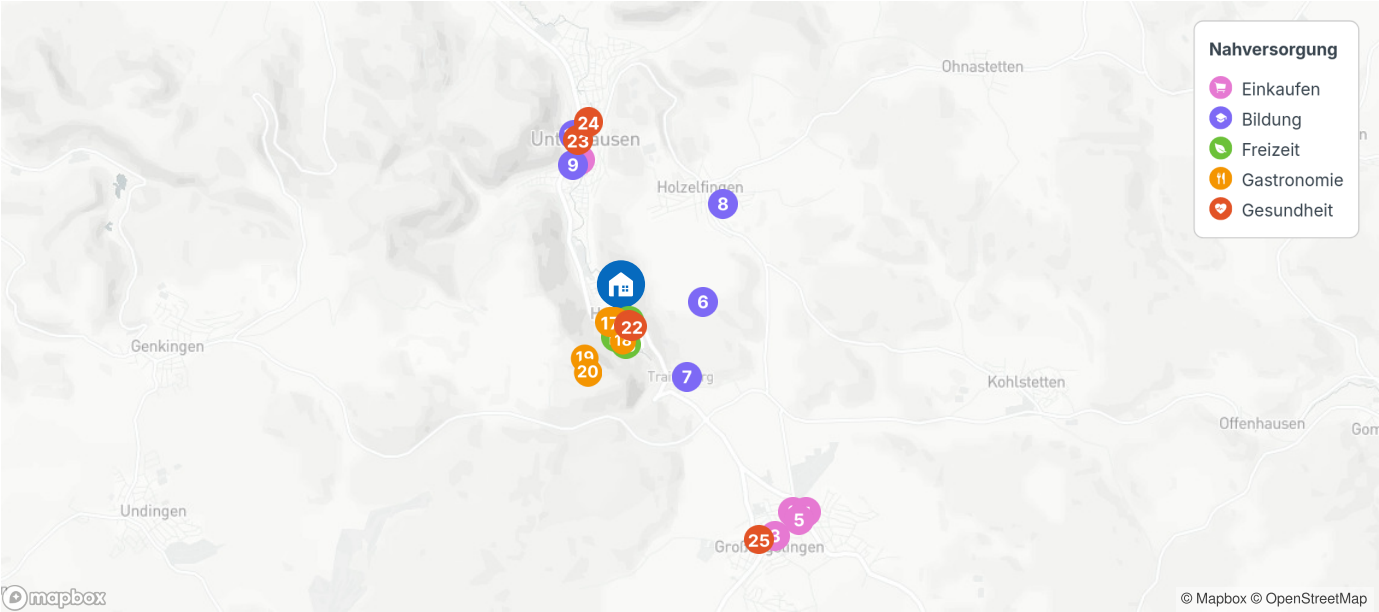 Ohnastetten
Nahversorgung
Einkaufen
Bildung
Freizeit
Gastronomie
Gesundheit
24
23
9
Holzelfingen
8
6
17
22
18
19
20
7
Genkingen
Kohlstetten
Offenhausen
Undingen
5
3
25
mapbox
© Mapbox © OpenStreetMap